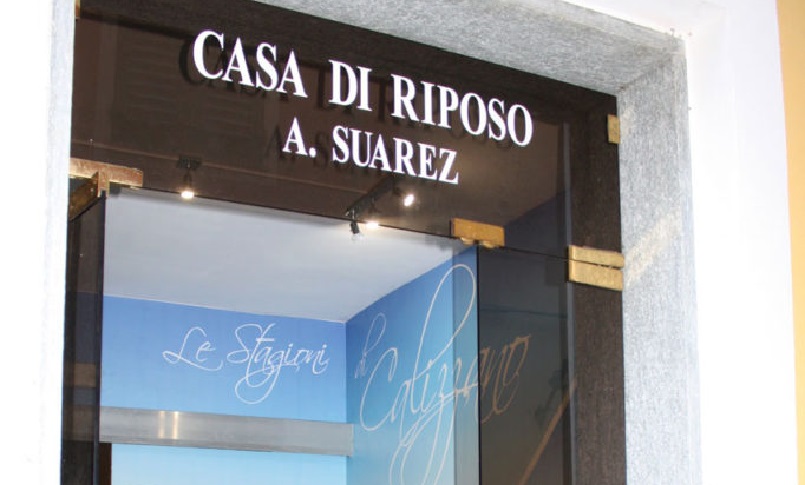 CASA DI RIPOSO
A. SUAREZ
Le Stagioni
di Calizzano